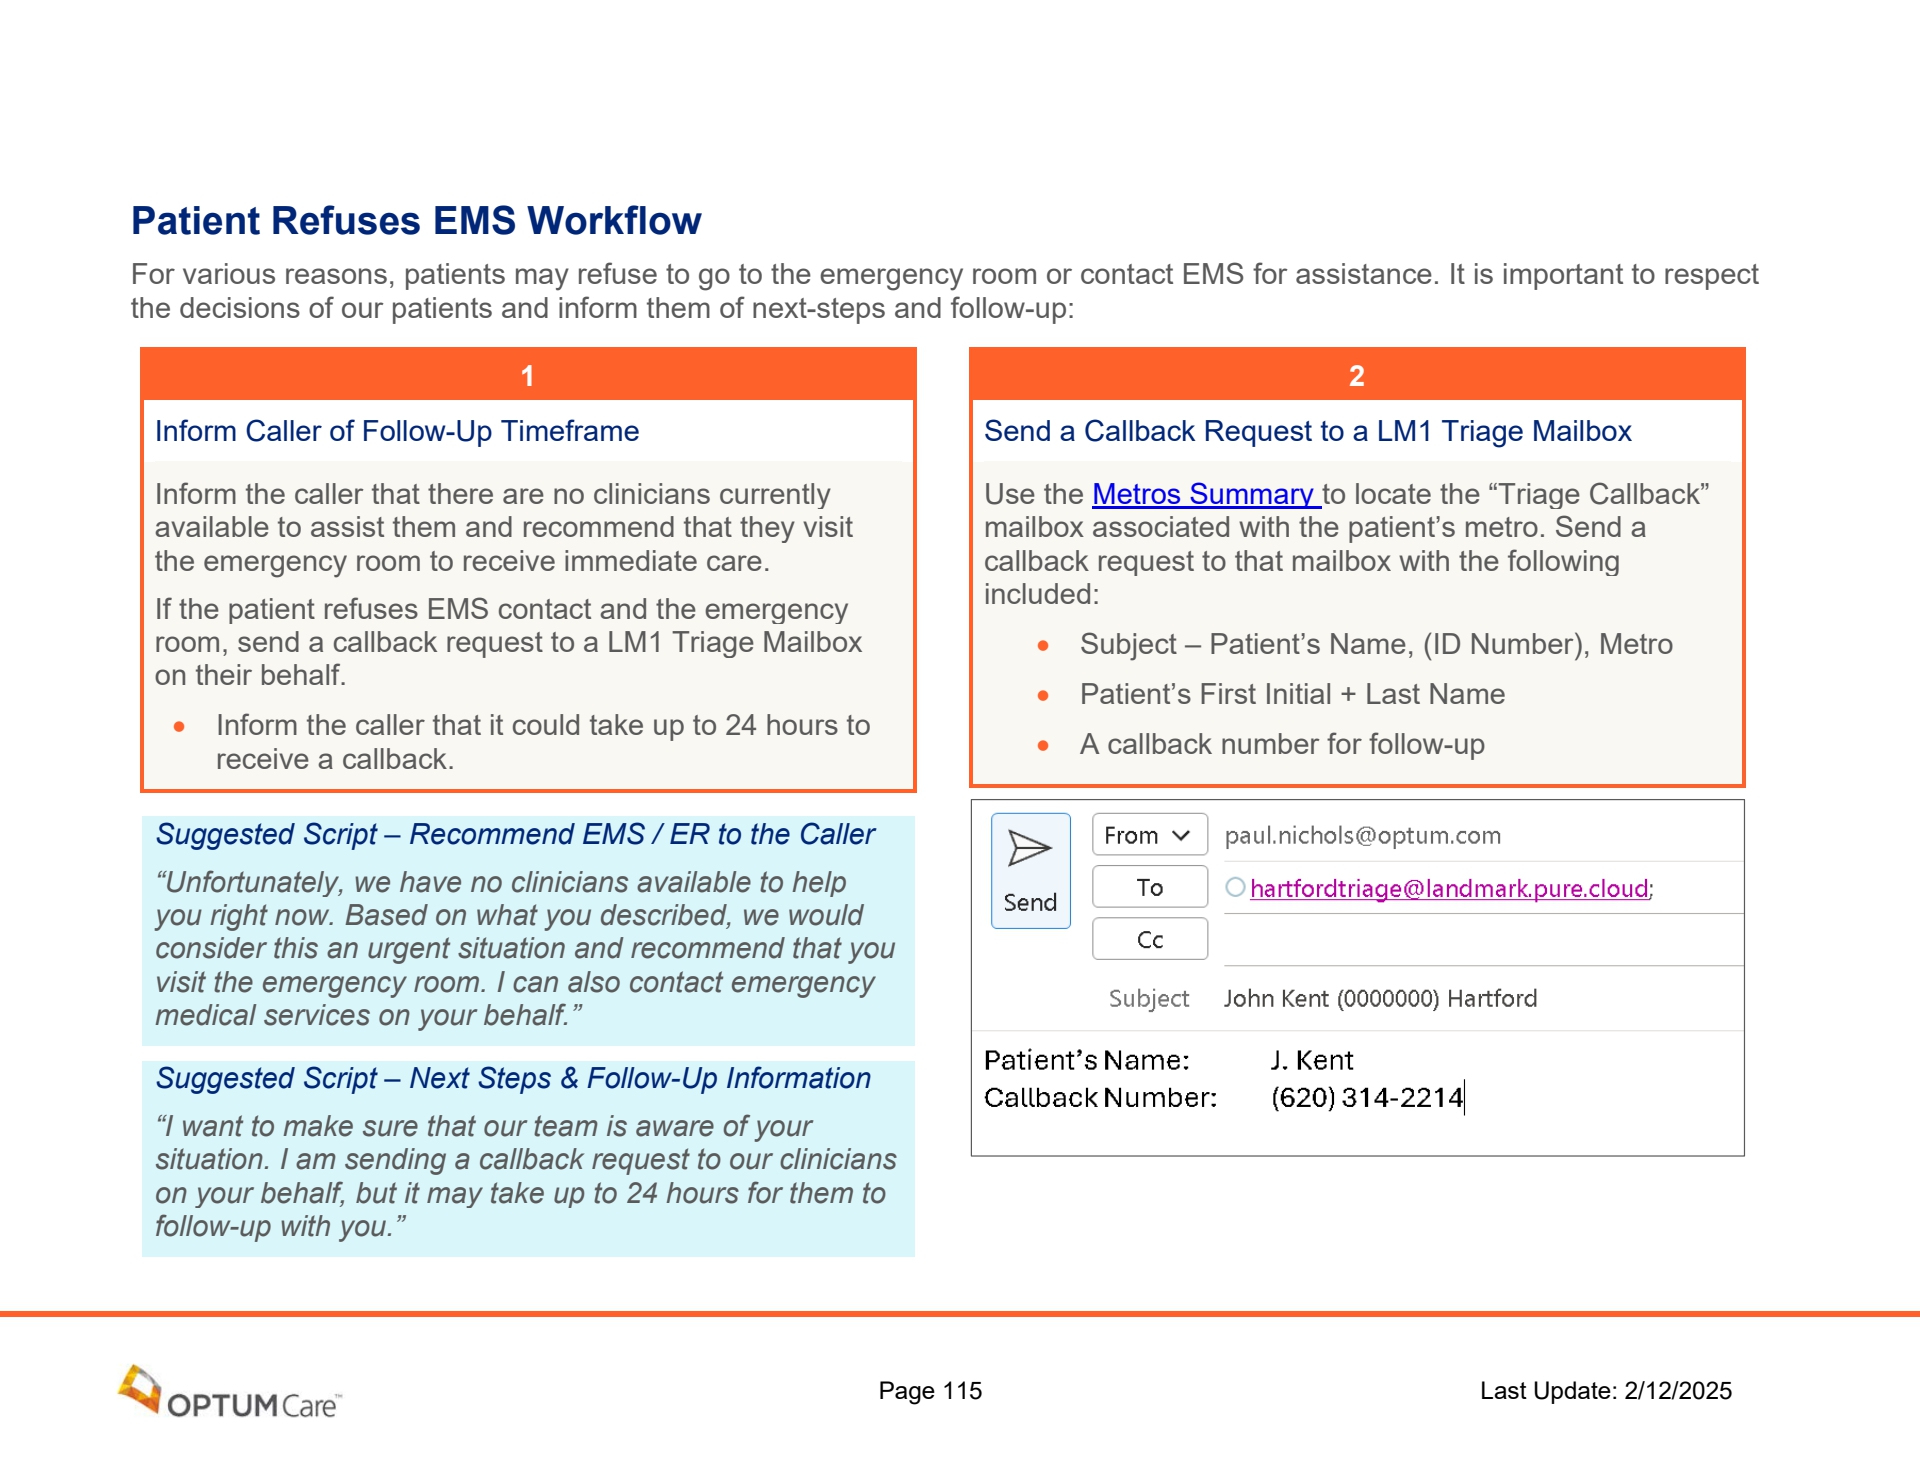 Patient Refuses EMS Workflow
For various reasons, patients may refuse to go to the emergency room or contact EMS for assistance. It is important to respect
the decisions of our patients and inform them of next-steps and follow-up:
1
Inform Caller of Follow-Up Timeframe
Inform the caller that there are no clinicians currently
available to assist them and recommend that they visit
the emergency room to receive immediate care.
If the patient refuses EMS contact and the emergency
room, send a callback request to a LM1 Triage Mailbox
on their behalf.
• Inform the caller that it could take up to 24 hours to
receive a callback.
Suggested Script – Recommend EMS / ER to the Caller
“Unfortunately, we have no clinicians available to help
you right now. Based on what you described, we would
consider this an urgent situation and recommend that you
visit the emergency room. I can also contact emergency
medical services on your behalf.”
Suggested Script – Next Steps & Follow-Up Information
“I want to make sure that our team is aware of your
situation. I am sending a callback request to our clinicians
on your behalf, but it may take up to 24 hours for them to
follow-up with you.”
2
Send a Callback Request to a LM1 Triage Mailbox
Use the Metros Summary to locate the “Triage Callback”
mailbox associated with the patient’s metro. Send a
callback request to that mailbox with the following
included:
• Subject – Patient’s Name, (ID Number), Metro
• Patient’s First Initial + Last Name
• A callback number for follow-up
Send
From paul.nichols@optum.com
To hartfordtriage@landmark.pure.cloud;
Cc
Subject John Kent (0000000) Hartford
Patient’s Name: J. Kent
Callback Number: (620) 314-2214
OPTUM Care™
Page 115
Last Update: 2/12/2025